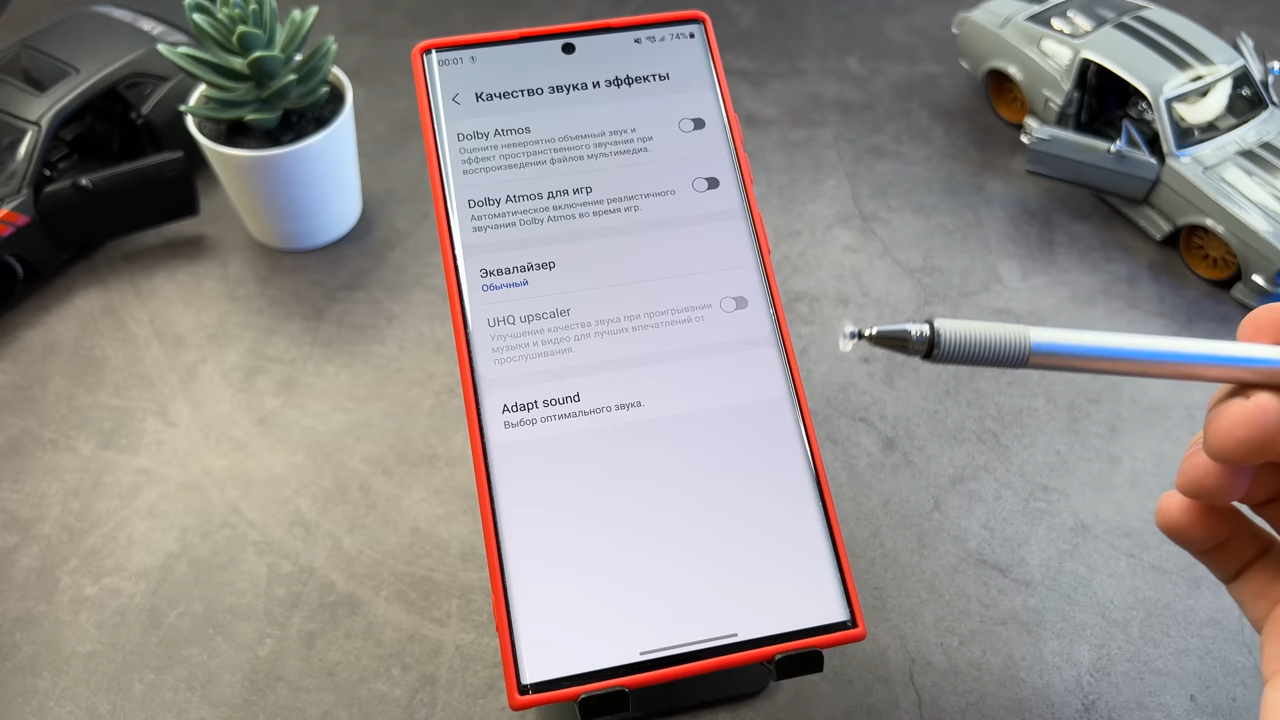 00:01
74%
Качество звука и эффекты
Dolby Atmos
Оцените невероятно объемный звук и
эффект пространственного звучания при
воспроизведении файлов мультимедиа.
Dolby Atmos для игр
Автоматическое включение реалистичного
звучания Dolby Atmos во время игр.
Эквалайзер
Обычный
UHQ upscaler
Улучшение качества звука при проигрывании
музыки и видео для лучших впечатлений от
прослушивания.
Adapt sound
Выбор оптимального звука.